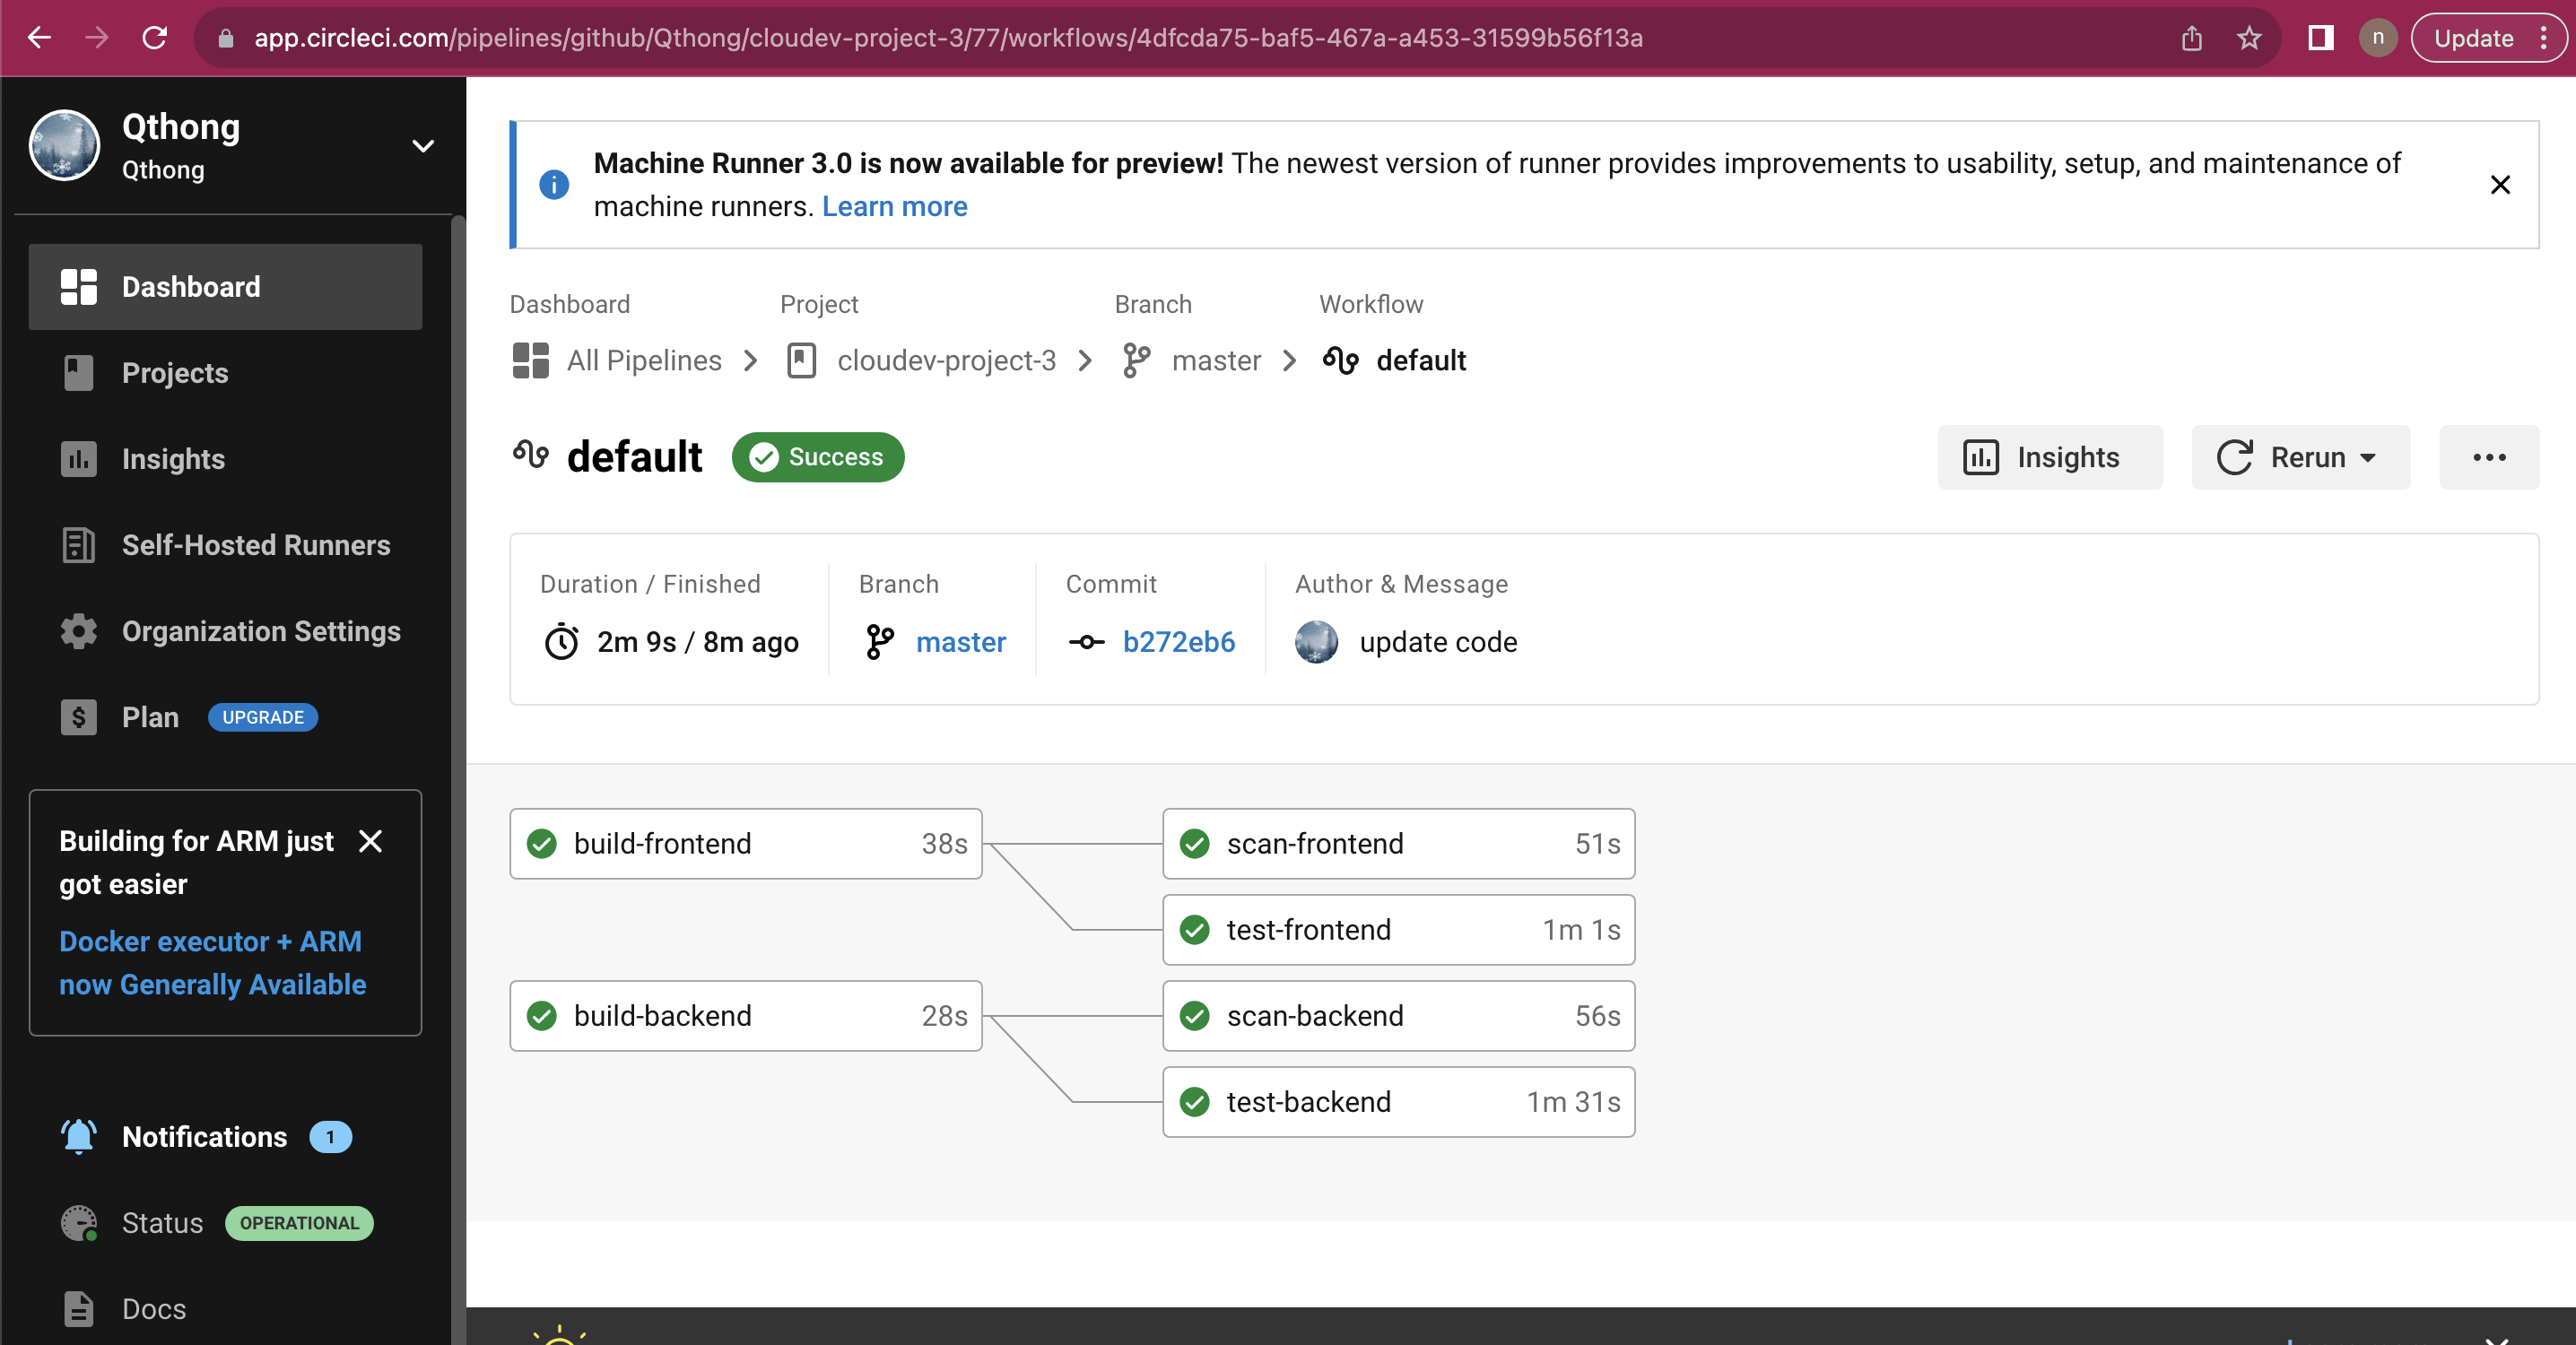 app.circleci.com/pipelines/github/Qthong/cloudev-project-3/77/workflows/4dfcda75-baf5-467a-a453-31599b56f13a
n
Update
Qthong
Qthong
Dashboard
Projects
Insights
Self-Hosted Runners
Organization Settings
Plan UPGRADE
Building for ARM just
got easier
Docker executor + ARM
now Generally Available
Notifications 1
Status OPERATIONAL
Docs
Machine Runner 3.0 is now available for preview! The newest version of runner provides improvements to usability, setup, and maintenance of
machine runners. Learn more
Dashboard Project Branch Workflow
All Pipelines cloudev-project-3 master default
default Success
Insights Rerun
Duration / Finished Branch Commit Author & Message
2m 9s / 8m ago master b272eb6 update code
build-frontend 38s
scan-frontend 51s
test-frontend 1m 1s
build-backend 28s
scan-backend 56s
test-backend 1m 31s